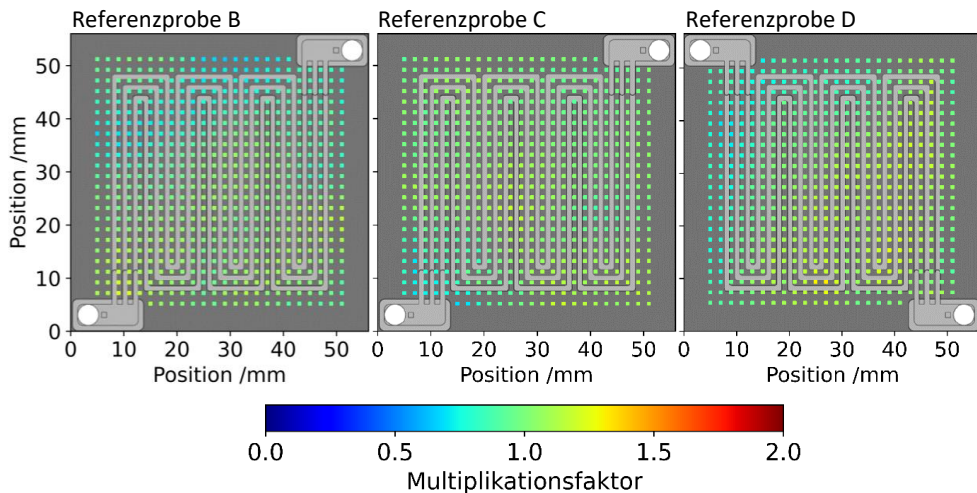 Referenzprobe B
Referenzprobe C
Referenzprobe D
Position /mm
50
40
30
20
10
0
0 10 20 30 40 50
0 10 20 30 40 50
0 10 20 30 40 50
Position /mm
Position /mm
Position /mm
0.0 0.5 1.0 1.5 2.0
Multiplikationsfaktor